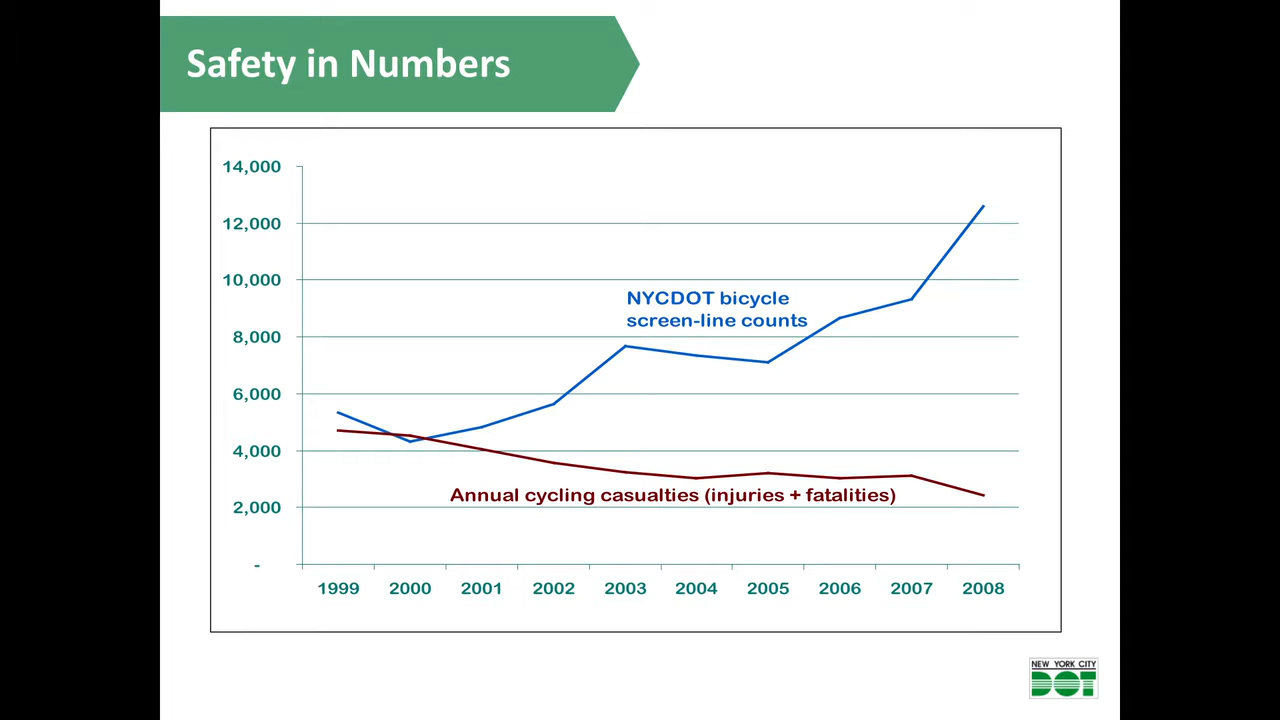 Safety in Numbers
14,000
12,000
10,000
8,000
6,000
4,000
2,000
-
NYCDOT bicycle
screen-line counts
Annual cycling casualties (injuries + fatalities)
1999 2000 2001 2002 2003 2004 2005 2006 2007 2008
NEW YORK CITY
DOT